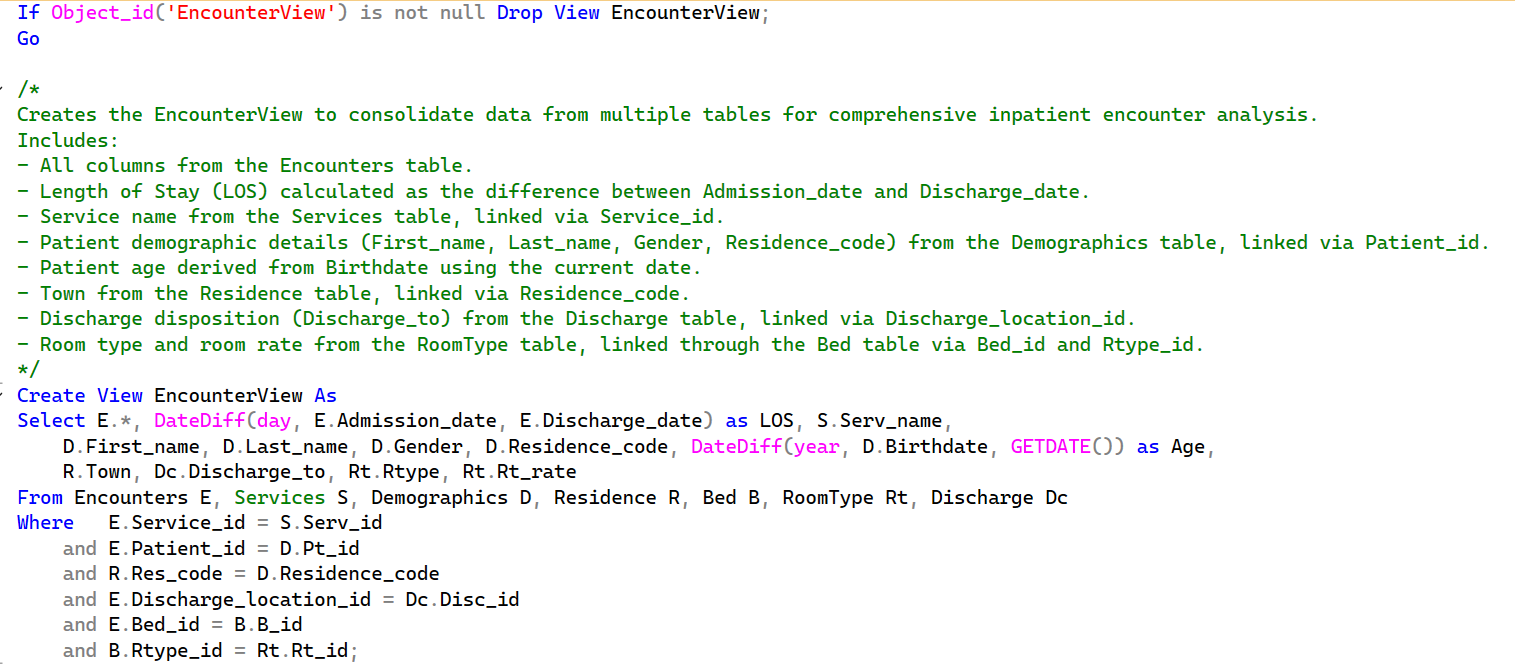 If Object_id('EncounterView') is not null Drop View EncounterView;
Go
/*
Creates the EncounterView to consolidate data from multiple tables for comprehensive inpatient encounter analysis.
Includes:
- All columns from the Encounters table.
- Length of Stay (LOS) calculated as the difference between Admission_date and Discharge_date.
- Service name from the Services table, linked via Service_id.
- Patient demographic details (First_name, Last_name, Gender, Residence_code) from the Demographics table, linked via Patient_id.
- Patient age derived from Birthdate using the current date.
- Town from the Residence table, linked via Residence_code.
- Discharge disposition (Discharge_to) from the Discharge table, linked via Discharge_location_id.
- Room type and room rate from the RoomType table, linked through the Bed table via Bed_id and Rtype_id.
*/
Create View EncounterView As
Select E.*, DateDiff(day, E.Admission_date, E.Discharge_date) as LOS, S.Serv_name,
    D.First_name, D.Last_name, D.Gender, D.Residence_code, DateDiff(year, D.Birthdate, GETDATE()) as Age,
    R.Town, Dc.Discharge_to, Rt.Rtype, Rt.Rt_rate
From Encounters E, Services S, Demographics D, Residence R, Bed B, RoomType Rt, Discharge Dc
Where   E.Service_id = S.Serv_id
    and E.Patient_id = D.Pt_id
    and R.Res_code = D.Residence_code
    and E.Discharge_location_id = Dc.Disc_id
    and E.Bed_id = B.B_id
    and B.Rtype_id = Rt.Rt_id;